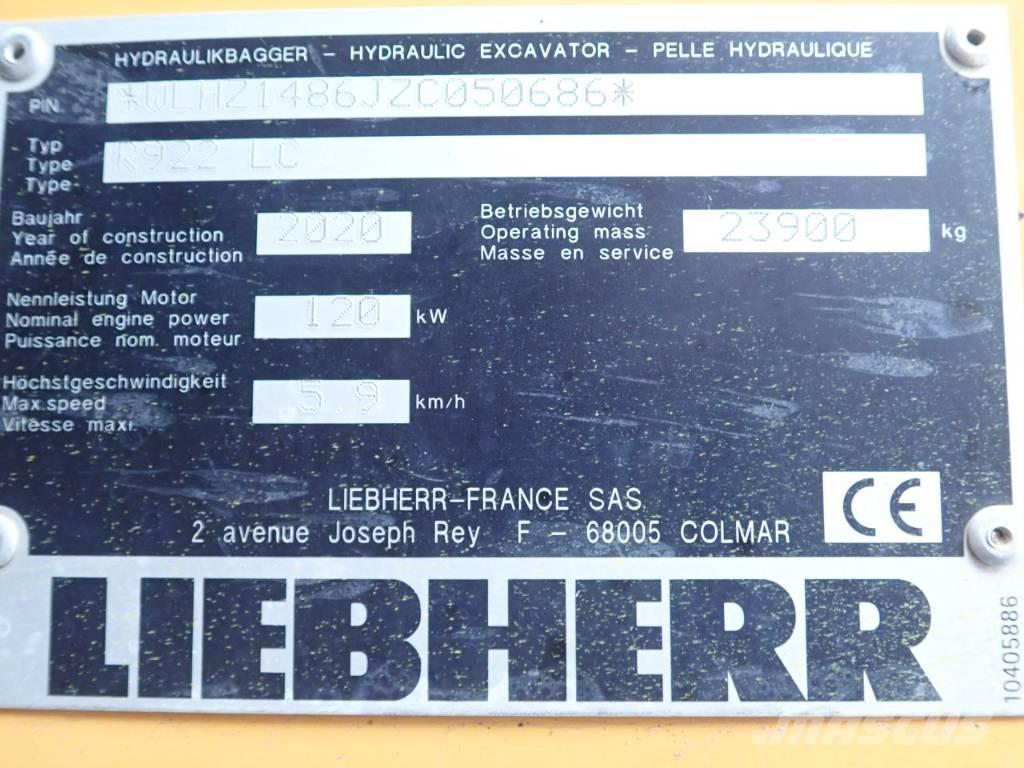 HYDRAULIKBAGGER - HYDRAULIC EXCAVATOR - PELLE HYDRAULIQUE
PIN *WLHZ1486JZC050686*
Typ
Type R922 LC
Type
Baujahr
Year of construction 2020
Année de construction
Betriebsgewicht
Operating mass 23900 kg
Masse en service
Nennleistung Motor
Nominal engine power 120 kW
Puissance nom. moteur
Höchstgeschwindigkeit
Max.speed 5.9 km/h
Vitesse maxi.
LIEBHERR-FRANCE SAS
2 avenue Joseph Rey F - 68005 COLMAR
CE
LIEBHERR
10405886
MASCUS